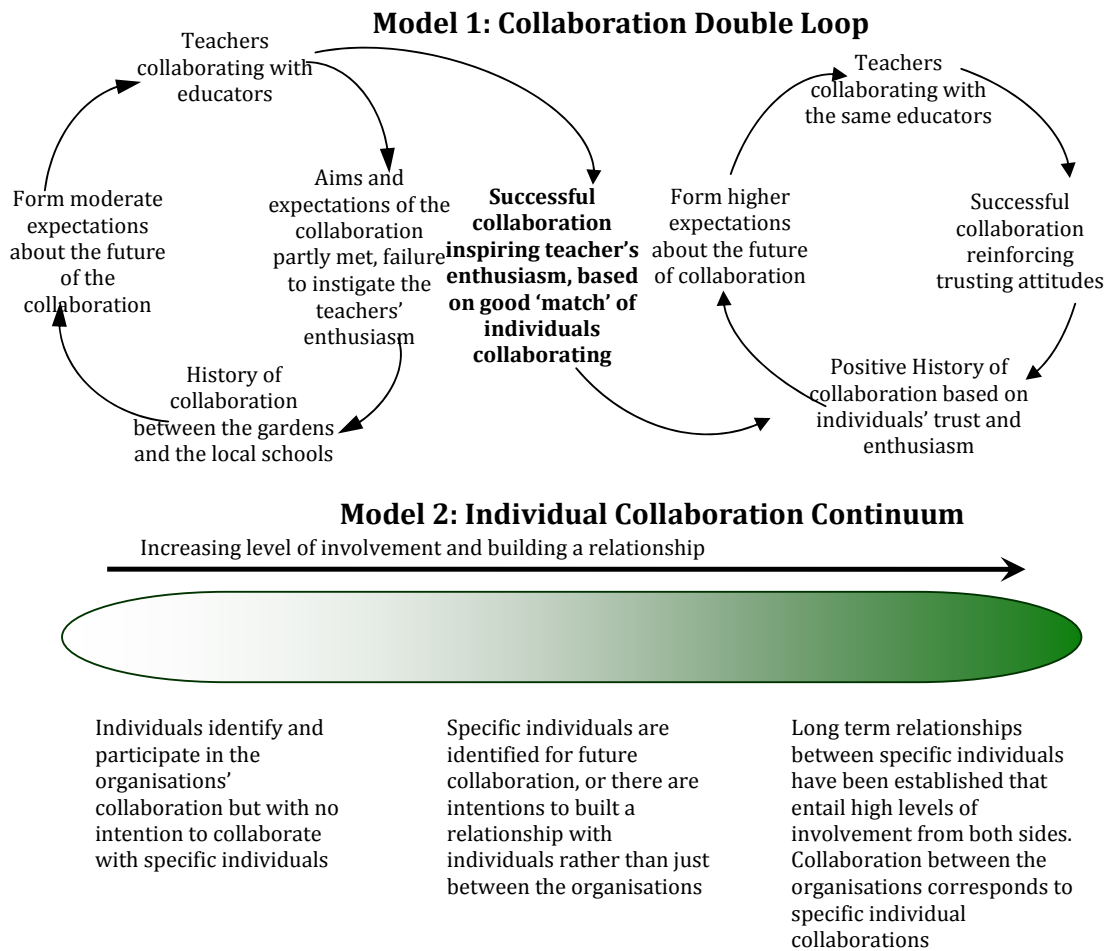 Model 1: Collaboration Double Loop
Teachers
collaborating with
educators
Aims and
expectations of the
collaboration
partly met, failure
to instigate the
teachers'
enthusiasm
History of
collaboration
between the gardens
and the local schools
Form moderate
expectations
about the future
of the
collaboration
Successful
collaboration
inspiring teacher's
enthusiasm, based
on good 'match' of
individuals
collaborating
Teachers
collaborating with
the same educators
Successful
collaboration
reinforcing
trusting attitudes
Positive History of
collaboration based on
individuals' trust and
enthusiasm
Form higher
expectations
about the future
of collaboration
Model 2: Individual Collaboration Continuum
Increasing level of involvement and building a relationship
Individuals identify and
participate in the
organisations'
collaboration but with no
intention to collaborate
with specific individuals
Specific individuals are
identified for future
collaboration, or there are
intentions to built a
relationship with
individuals rather than just
between the organisations
Long term relationships
between specific individuals
have been established that
entail high levels of
involvement from both sides.
Collaboration between the
organisations corresponds to
specific individual
collaborations